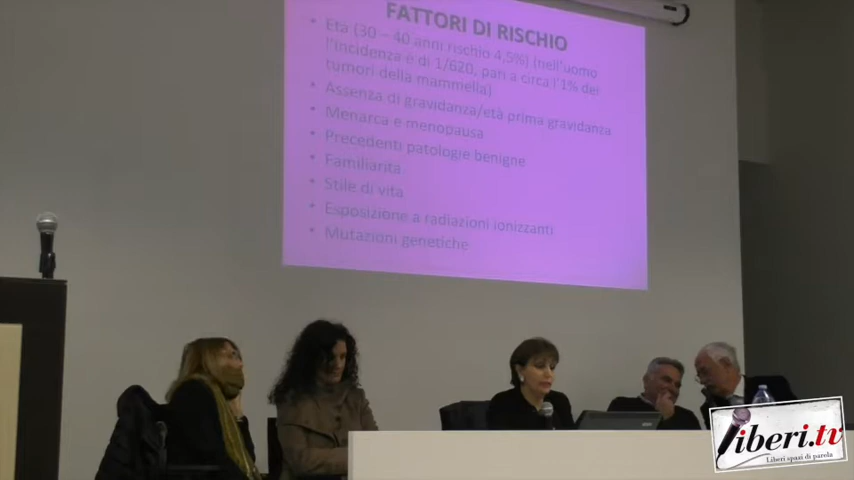 FATTORI DI RISCHIO
• Età (30 – 40 anni rischio 4,5%) (nell'uomo
l'incidenza è di 1/620, pari a circa l'1% dei
tumori della mammella)
• Assenza di gravidanza/età prima gravidanza
• Menarca e menopausa
• Precedenti patologie benigne
• Familiarità
• Stile di vita
• Esposizione a radiazioni ionizzanti
• Mutazioni genetiche
liberi.tv
Liberi spazi di parola